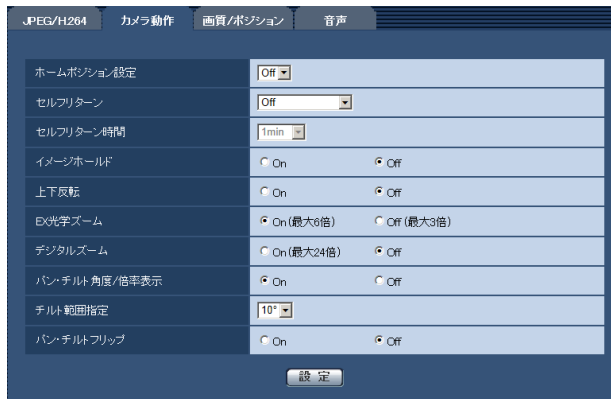 JPEG/H.264 カメラ動作 画質/ポジション 音声
ホームポジション設定 Off
セルフリターン Off
セルフリターン時間 1min
イメージホールド On Off
上下反転 On Off
EX光学ズーム On(最大6倍) Off(最大3倍)
デジタルズーム On(最大24倍) Off
パン・チルト角度/倍率表示 On Off
チルト範囲指定 10°
パン・チルトフリップ On Off
設定